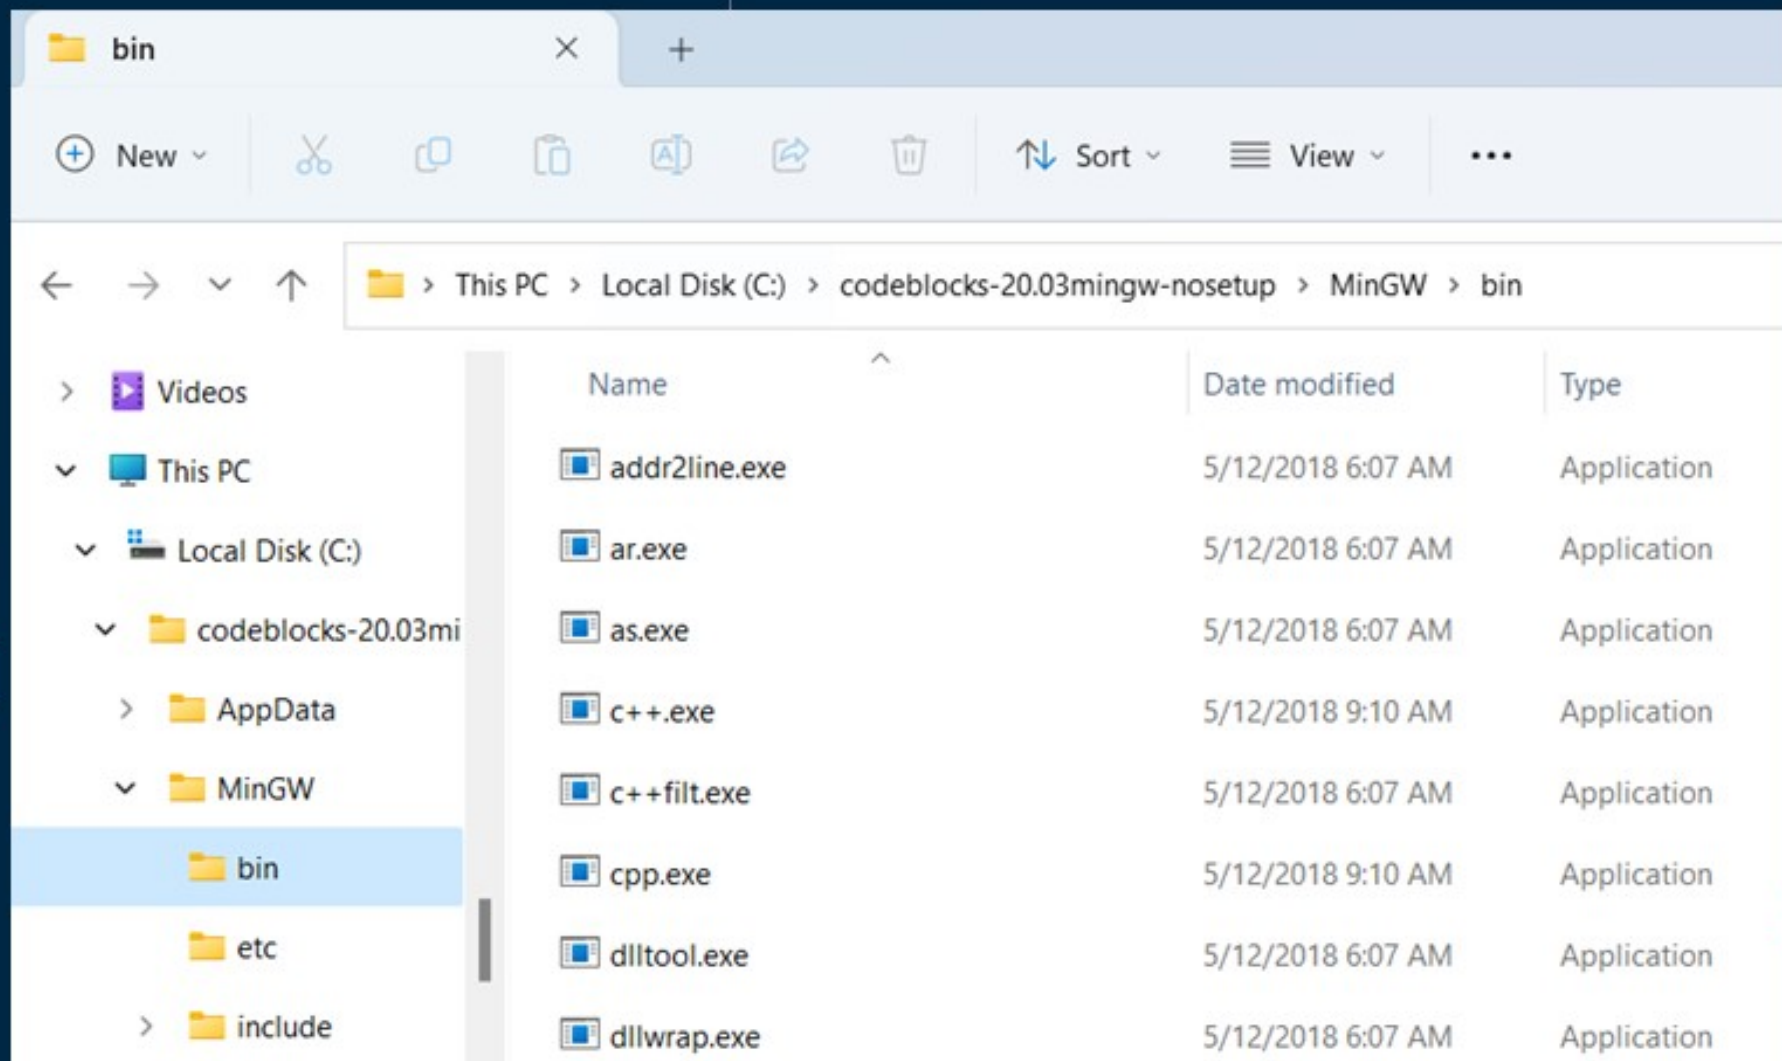 bin
New Sort View
This PC Local Disk (C:) codeblocks-20.03mingw-nosetup MinGW bin
Videos
This PC
Local Disk (C:)
codeblocks-20.03mi
AppData
MinGW
bin
etc
include
Name Date modified Type
addr2line.exe 5/12/2018 6:07 AM Application
ar.exe 5/12/2018 6:07 AM Application
as.exe 5/12/2018 6:07 AM Application
c++.exe 5/12/2018 9:10 AM Application
c++filt.exe 5/12/2018 6:07 AM Application
cpp.exe 5/12/2018 9:10 AM Application
dlltool.exe 5/12/2018 6:07 AM Application
dllwrap.exe 5/12/2018 6:07 AM Application